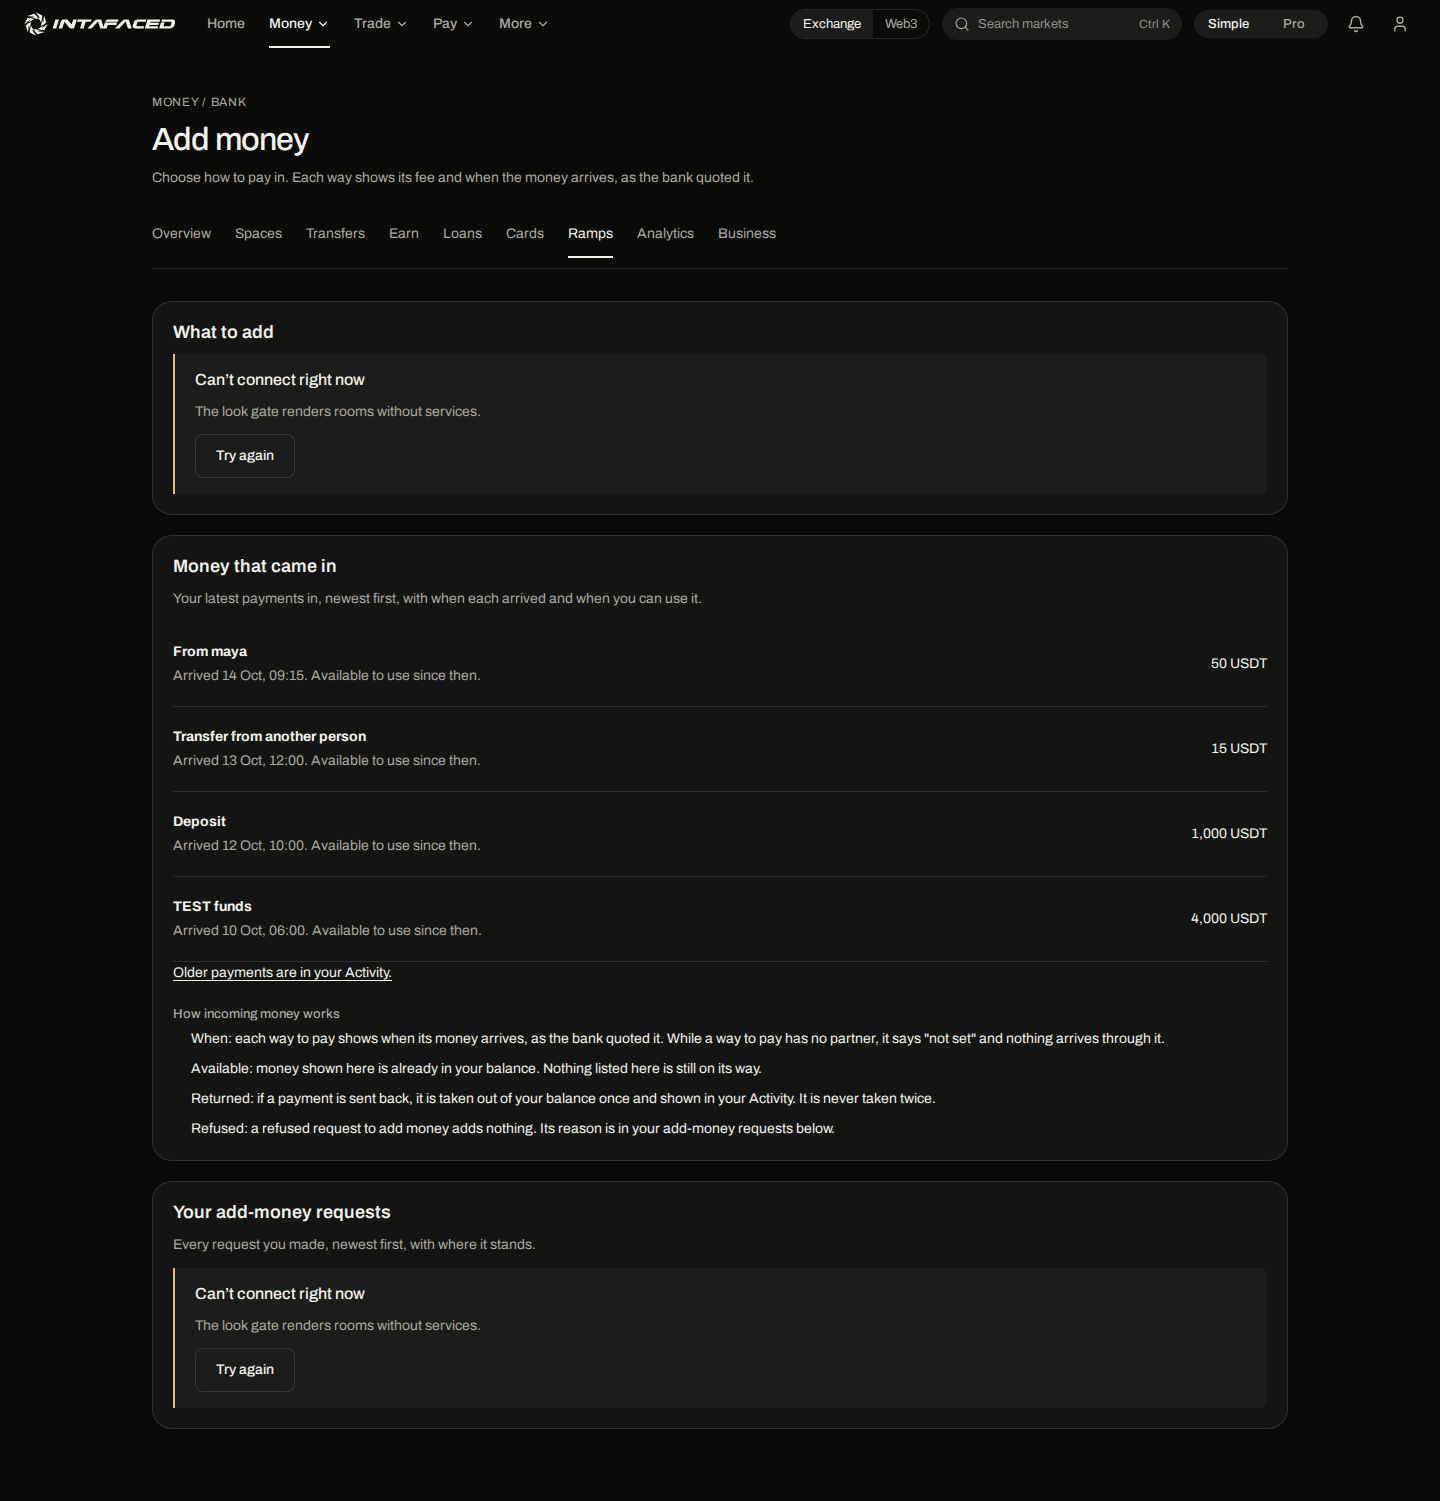 INTAFACED
Home
Money
Trade
Pay
More
Exchange
Web3
Search markets
Ctrl K
Simple
Pro
MONEY / BANK
Add money
Choose how to pay in. Each way shows its fee and when the money arrives, as the bank quoted it.
Overview
Spaces
Transfers
Earn
Loans
Cards
Ramps
Analytics
Business
What to add
Can’t connect right now
The look gate renders rooms without services.
Try again
Money that came in
Your latest payments in, newest first, with when each arrived and when you can use it.
From maya
Arrived 14 Oct, 09:15. Available to use since then.
50 USDT
Transfer from another person
Arrived 13 Oct, 12:00. Available to use since then.
15 USDT
Deposit
Arrived 12 Oct, 10:00. Available to use since then.
1,000 USDT
TEST funds
Arrived 10 Oct, 06:00. Available to use since then.
4,000 USDT
Older payments are in your Activity.
How incoming money works
When: each way to pay shows when its money arrives, as the bank quoted it. While a way to pay has no partner, it says "not set" and nothing arrives through it.
Available: money shown here is already in your balance. Nothing listed here is still on its way.
Returned: if a payment is sent back, it is taken out of your balance once and shown in your Activity. It is never taken twice.
Refused: a refused request to add money adds nothing. Its reason is in your add-money requests below.
Your add-money requests
Every request you made, newest first, with where it stands.
Can’t connect right now
The look gate renders rooms without services.
Try again